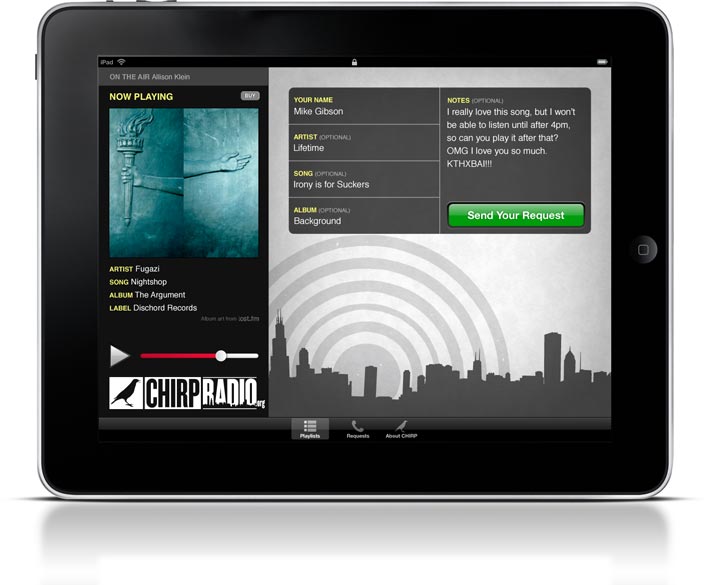 iPad
ON THE AIR Allison Klein
NOW PLAYING
BUY
ARTIST Fugazi
SONG Nightshop
ALBUM The Argument
LABEL Dischord Records
Album art from last.fm
CHIRPRADIO.org
YOUR NAME
Mike Gibson
ARTIST (OPTIONAL)
Lifetime
SONG (OPTIONAL)
Irony is for Suckers
ALBUM (OPTIONAL)
Background
NOTES (OPTIONAL)
I really love this song, but I won't
be able to listen until after 4pm,
so can you play it after that?
OMG I love you so much.
KTHXBAI!!!
Send Your Request
Playlists
Requests
About CHIRP